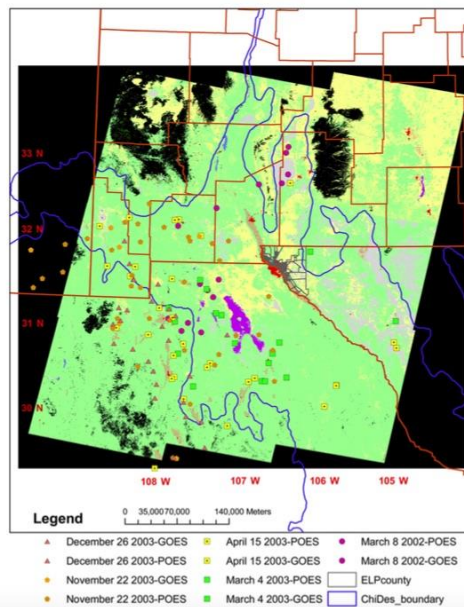 33 N
32 N
31 N
30 N
108 W 107 W 106 W 105 W
Legend
0 35,00070,000 140,000 Meters
December 26 2003-GOES April 15 2003-POES March 8 2002-POES
December 26 2003-POES April 15 2003-GOES March 8 2002-GOES
November 22 2003-GOES March 4 2003-POES ELPcounty
November 22 2003-POES March 4 2003-GOES ChiDes_boundary